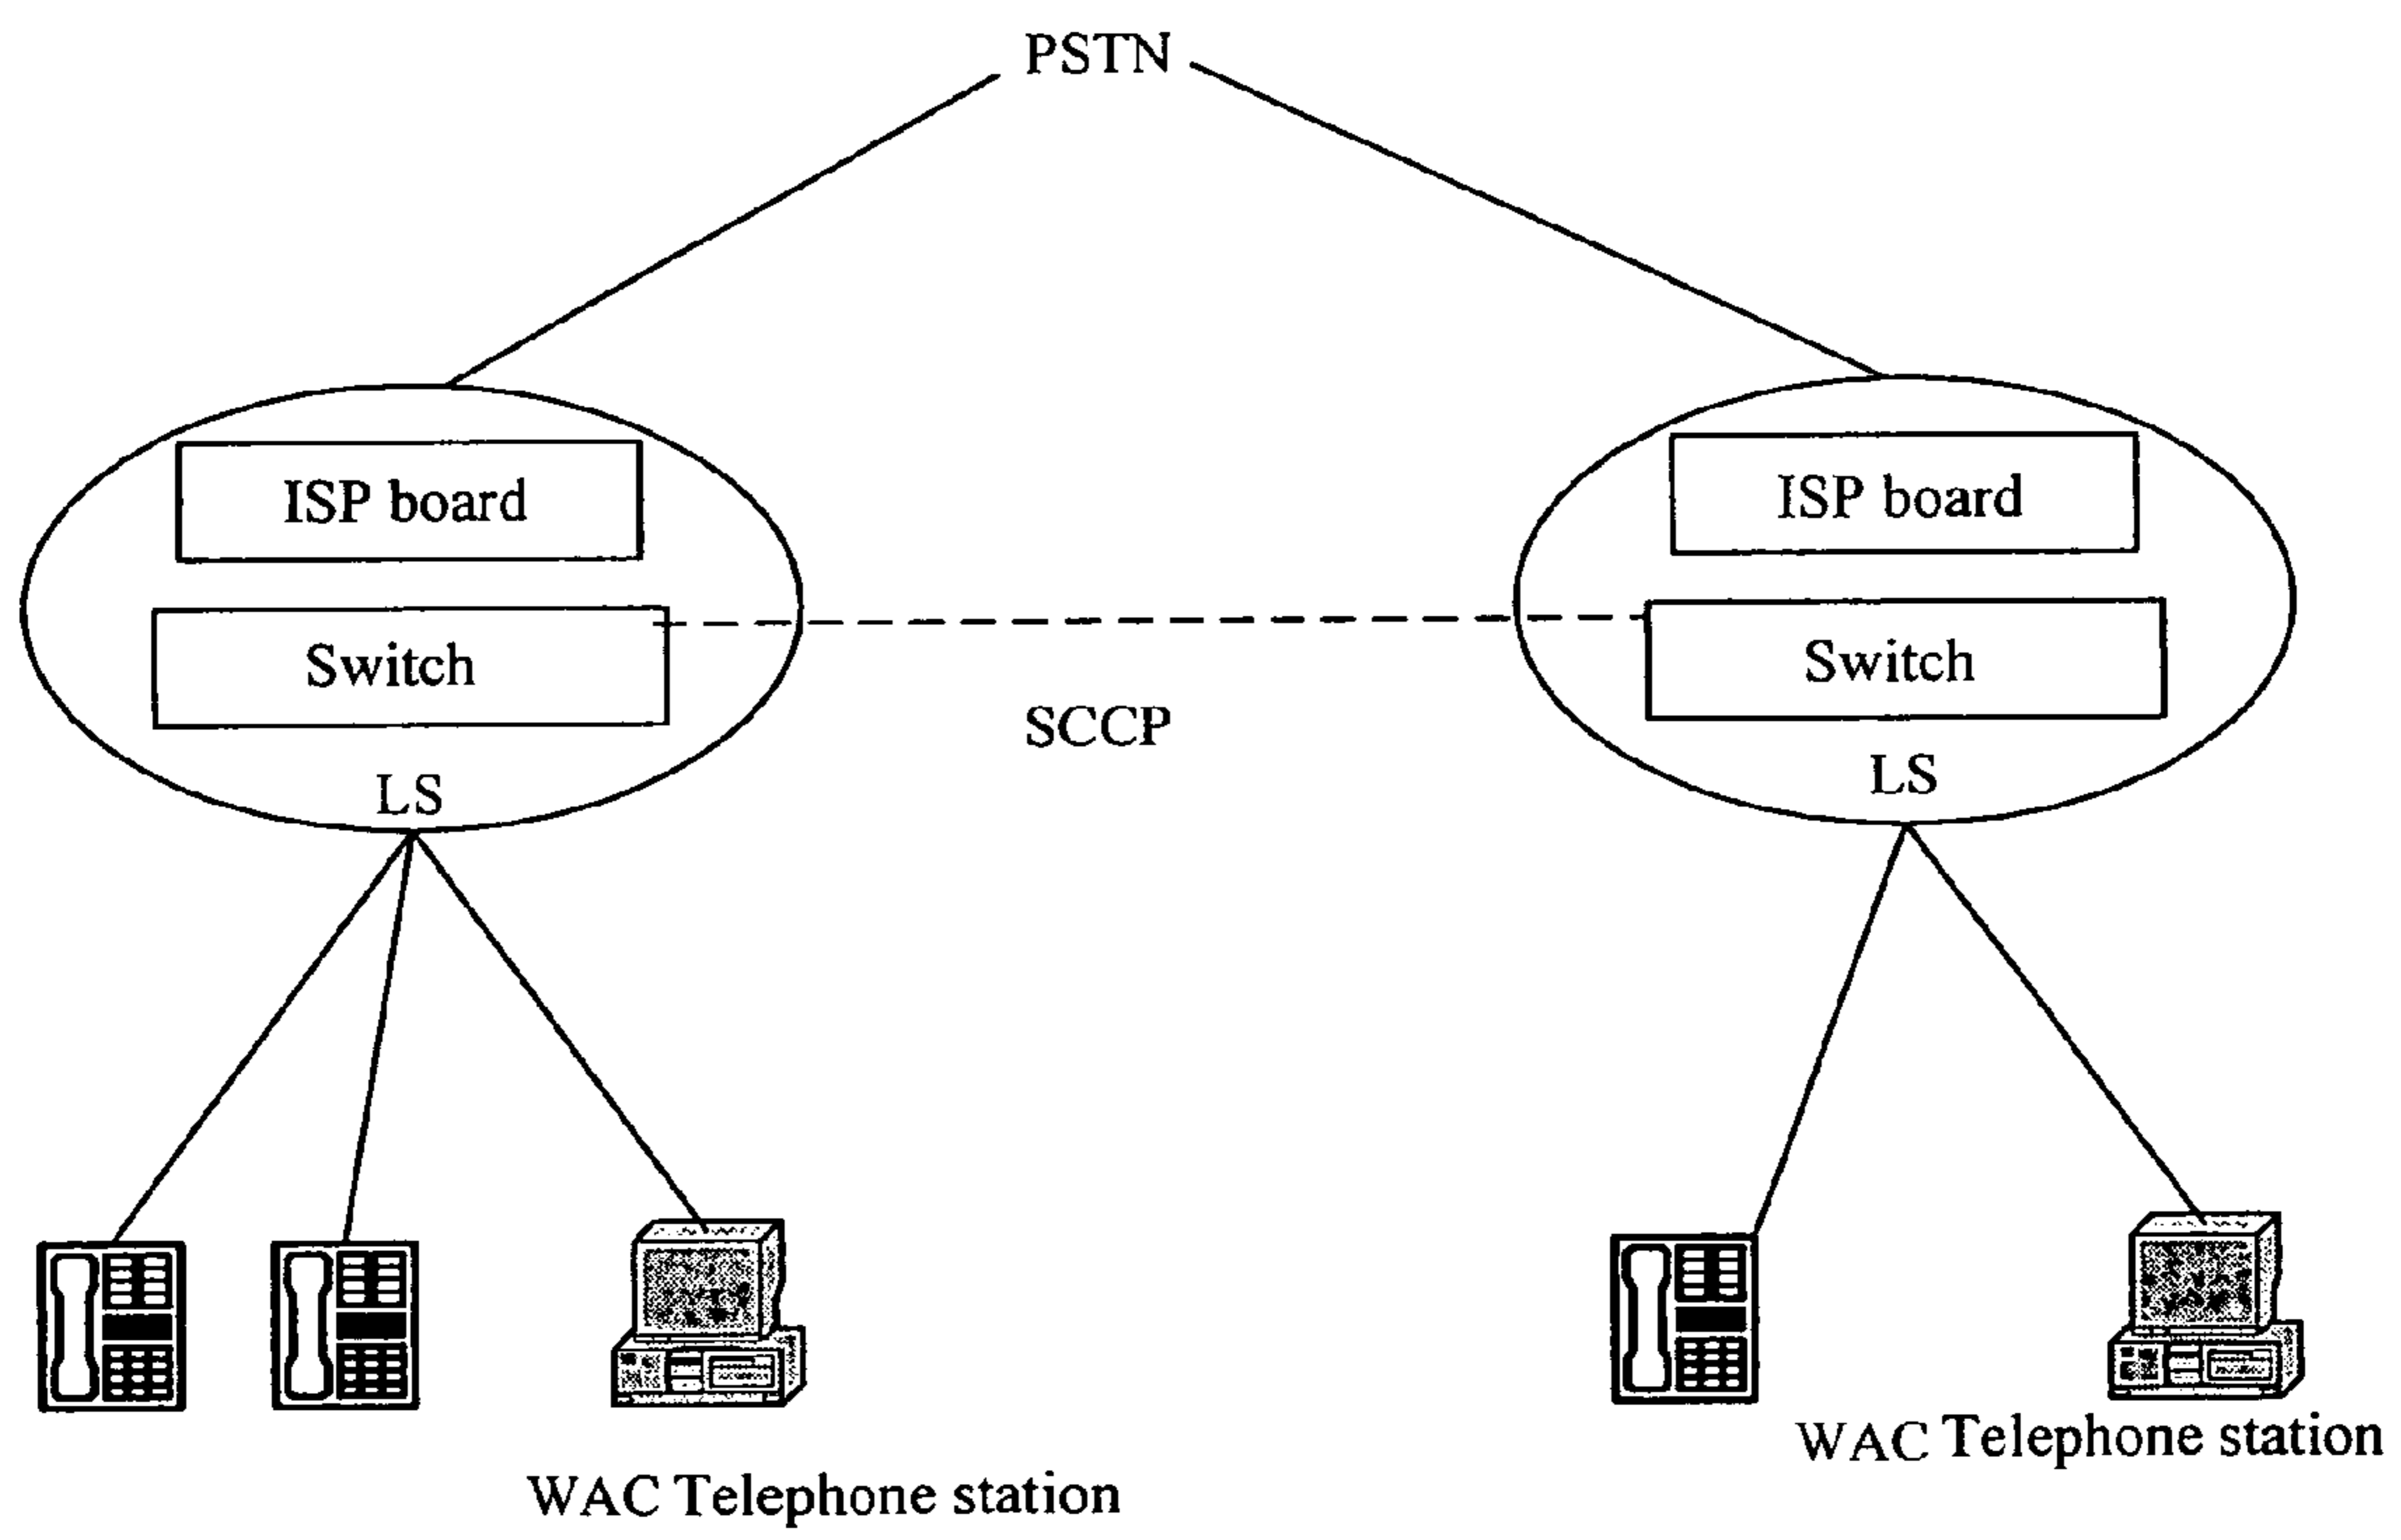 PSTN
ISP board
ISP board
Switch
Switch
SCCP
LS
LS
WAC Telephone station
WAC Telephone station